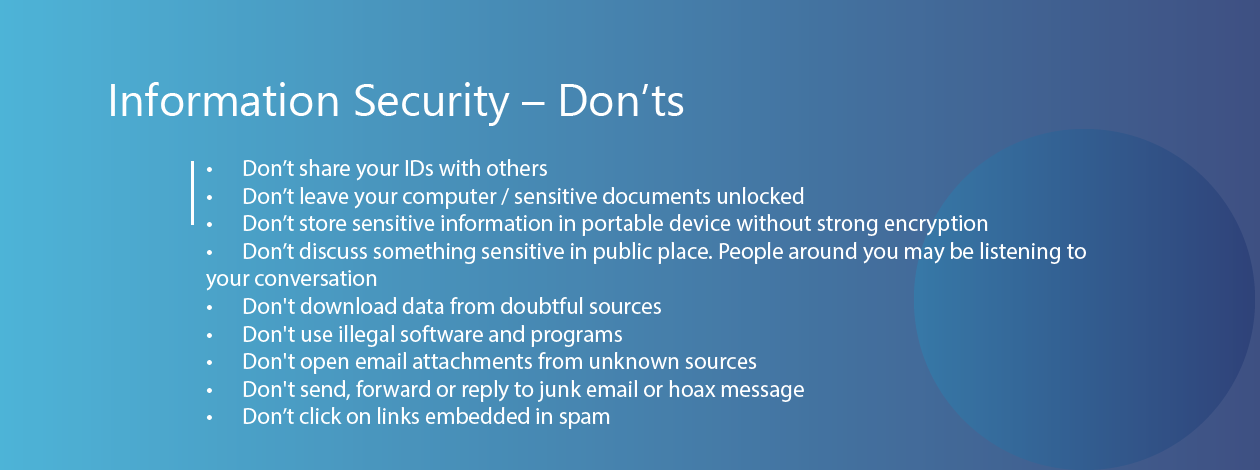 Information Security – Don’ts
• Don’t share your IDs with others
• Don’t leave your computer / sensitive documents unlocked
• Don’t store sensitive information in portable device without strong encryption
• Don’t discuss something sensitive in public place. People around you may be listening to
your conversation
• Don't download data from doubtful sources
• Don't use illegal software and programs
• Don't open email attachments from unknown sources
• Don't send, forward or reply to junk email or hoax message
• Don’t click on links embedded in spam